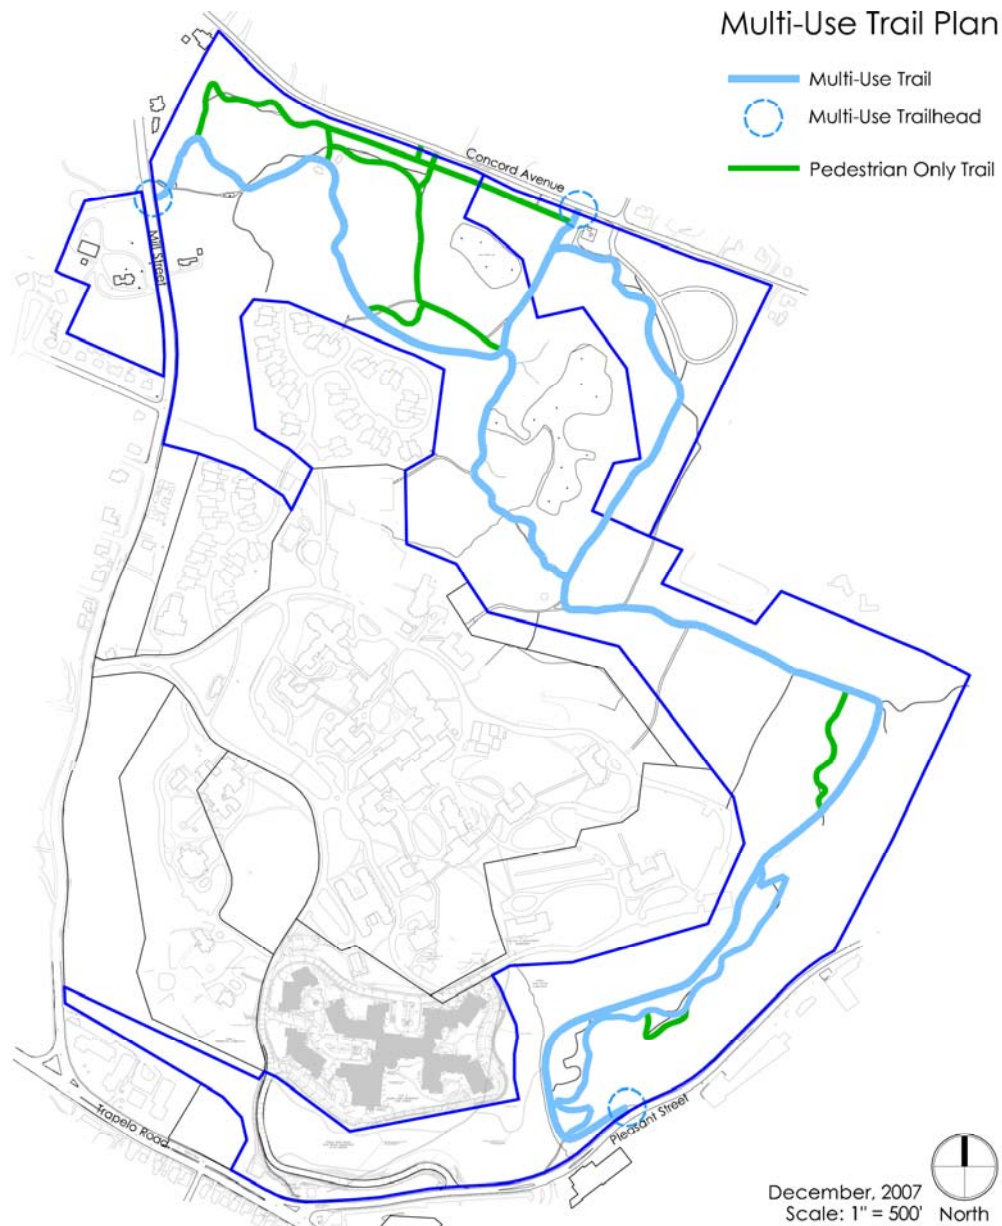 Multi-Use Trail Plan
Multi-Use Trail
Multi-Use Trailhead
Pedestrian Only Trail
Concord Avenue
Mill Street
Pleasant Street
Trapelo Road
December, 2007
Scale: 1" = 500'
North